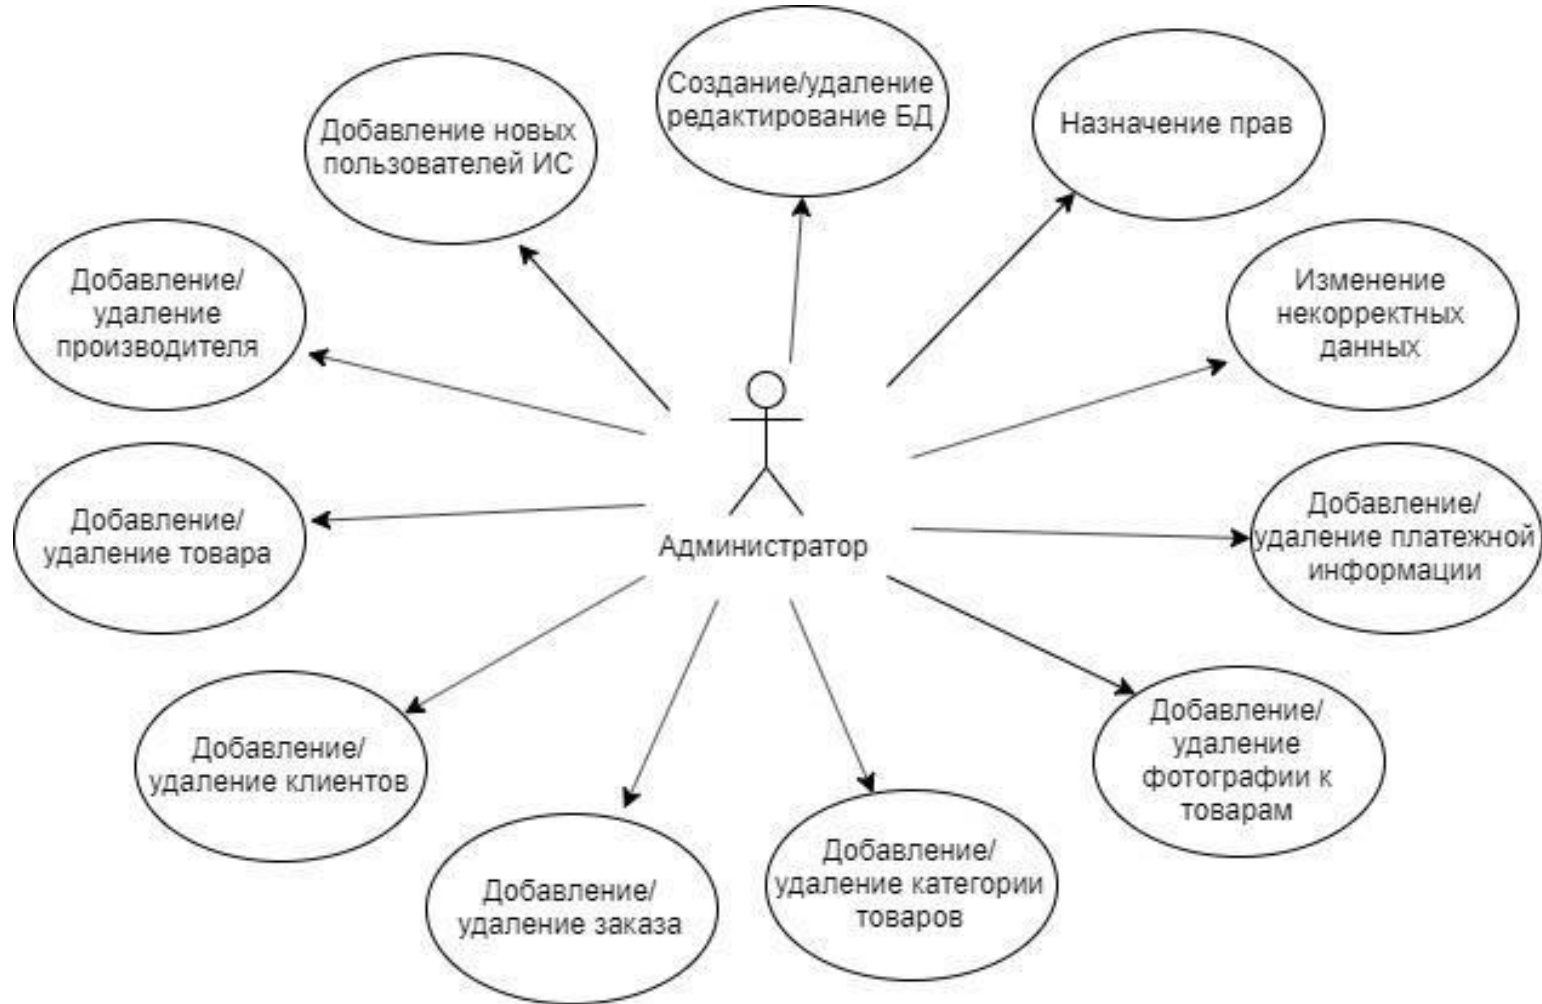 Создание/удаление
редактирование БД
Добавление новых
пользователей ИС
Назначение прав
Добавление/
удаление
производителя
Изменение
некорректных
данных
Добавление/
удаление товара
Администратор
Добавление/
удаление платежной
информации
Добавление/
удаление клиентов
Добавление/
удаление
фотографии к
товарам
Добавление/
удаление заказа
Добавление/
удаление категории
товаров